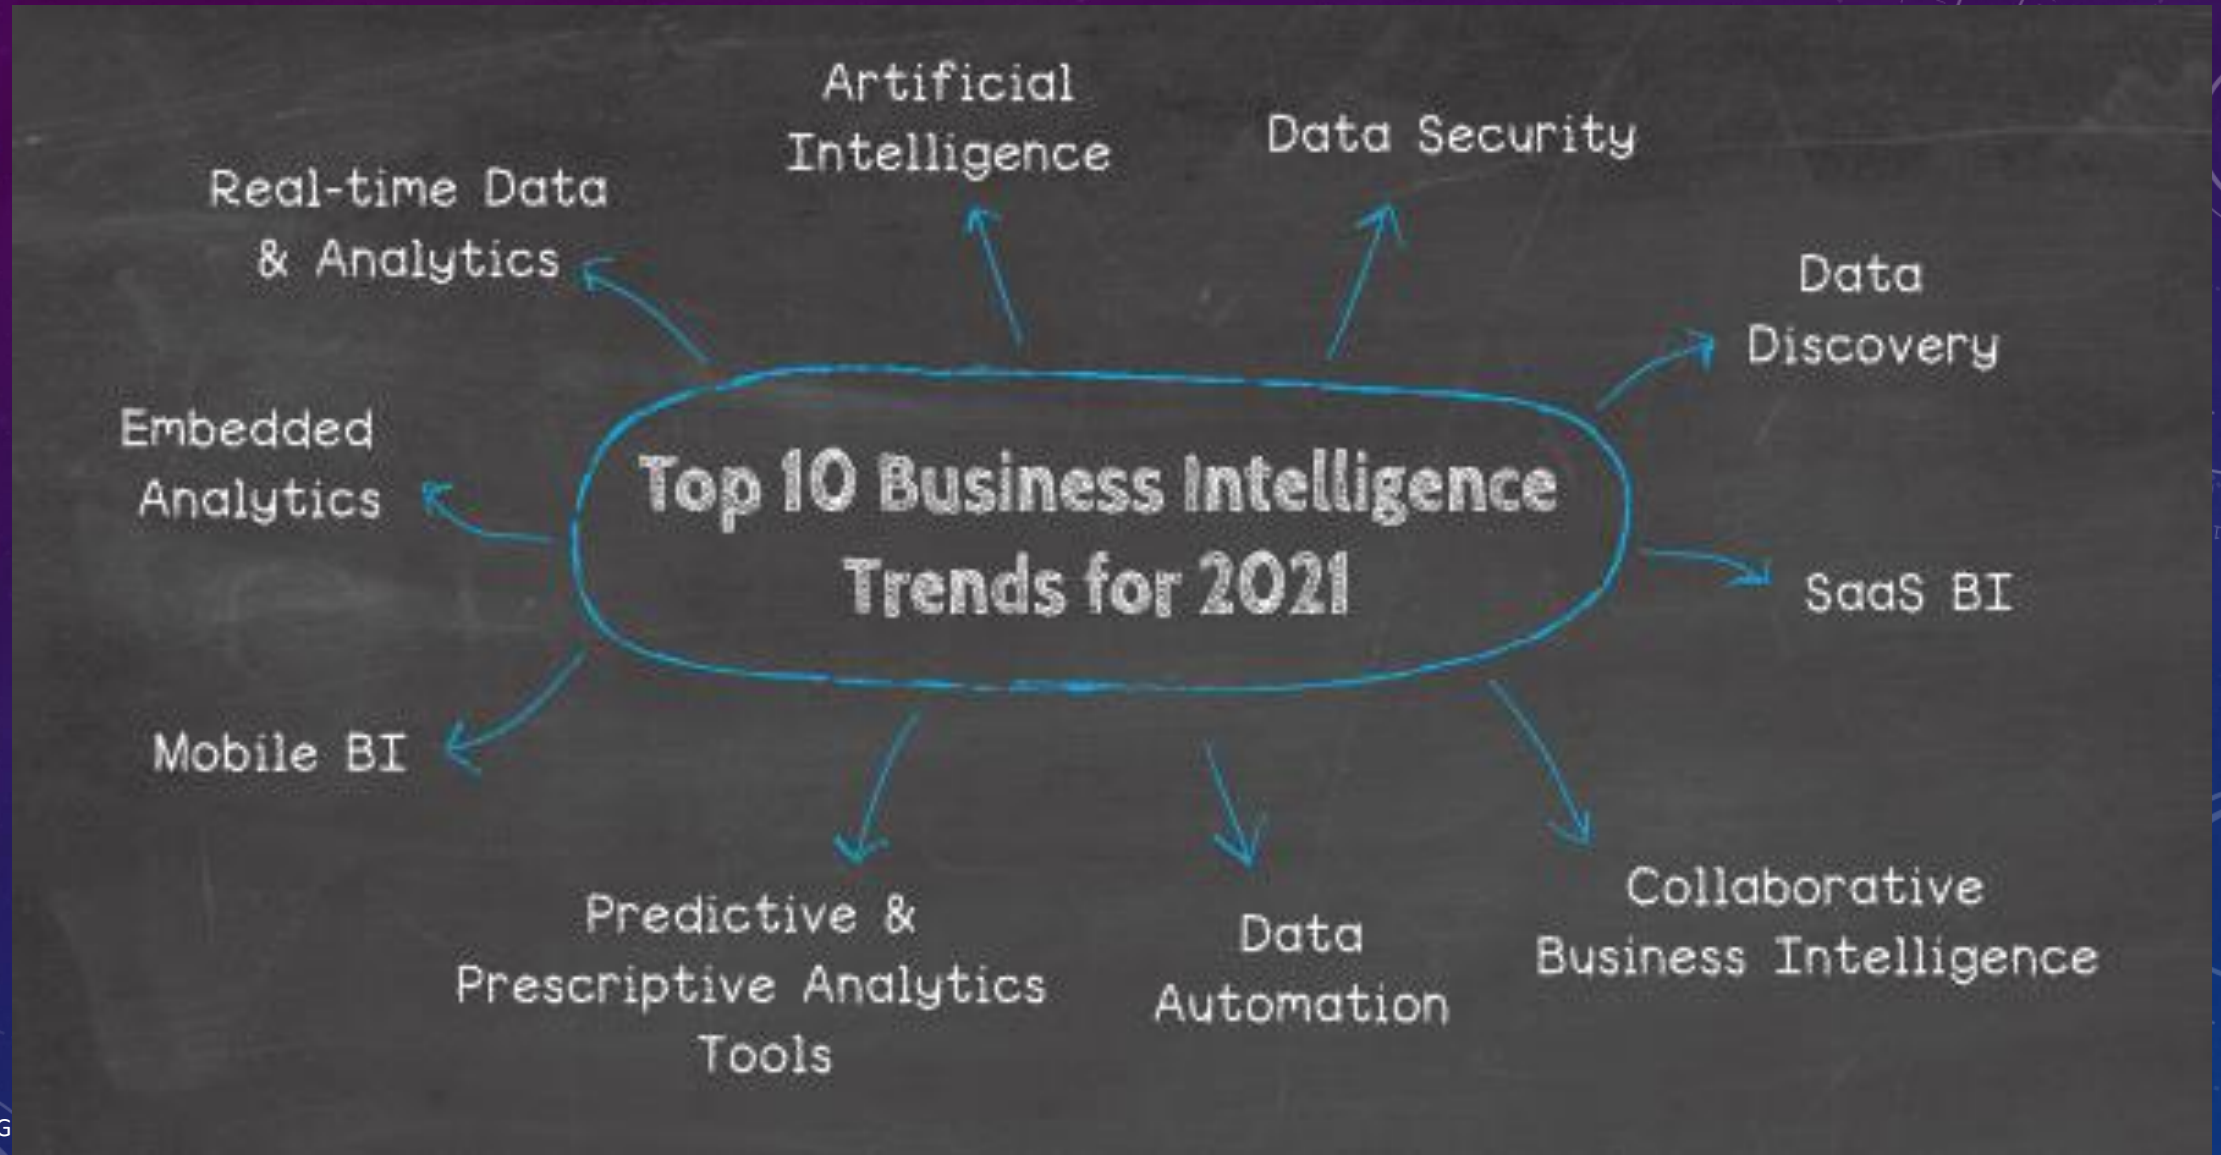 Top 10 Business Intelligence
Trends for 2021
Artificial
Intelligence
Data Security
Data
Discovery
SaaS BI
Collaborative
Business Intelligence
Data
Automation
Predictive &
Prescriptive Analytics
Tools
Mobile BI
Embedded
Analytics
Real-time Data
& Analytics
G